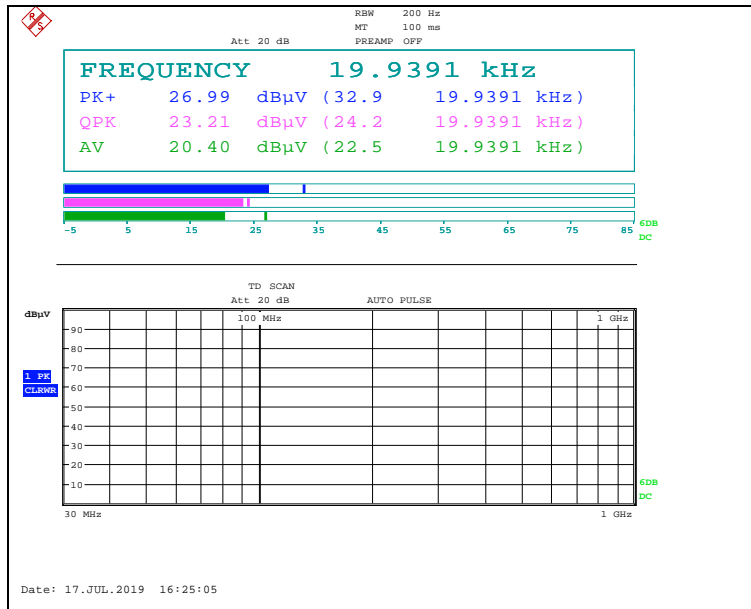 R S
RBW 200 Hz
MT 100 ms
Att 20 dB PREAMP OFF
FREQUENCY 19.9391 kHz
PK+ 26.99 dBµV (32.9 19.9391 kHz)
QPK 23.21 dBµV (24.2 19.9391 kHz)
AV 20.40 dBµV (22.5 19.9391 kHz)
-5 5 15 25 35 45 55 65 75 85
6DB
DC
TD SCAN
Att 20 dB AUTO PULSE
dBµV
100 MHz 1 GHz
90
80
70
1 PK
60
CLRWR
50
40
30
20
10
6DB
DC
30 MHz 1 GHz
Date: 17.JUL.2019 16:25:05